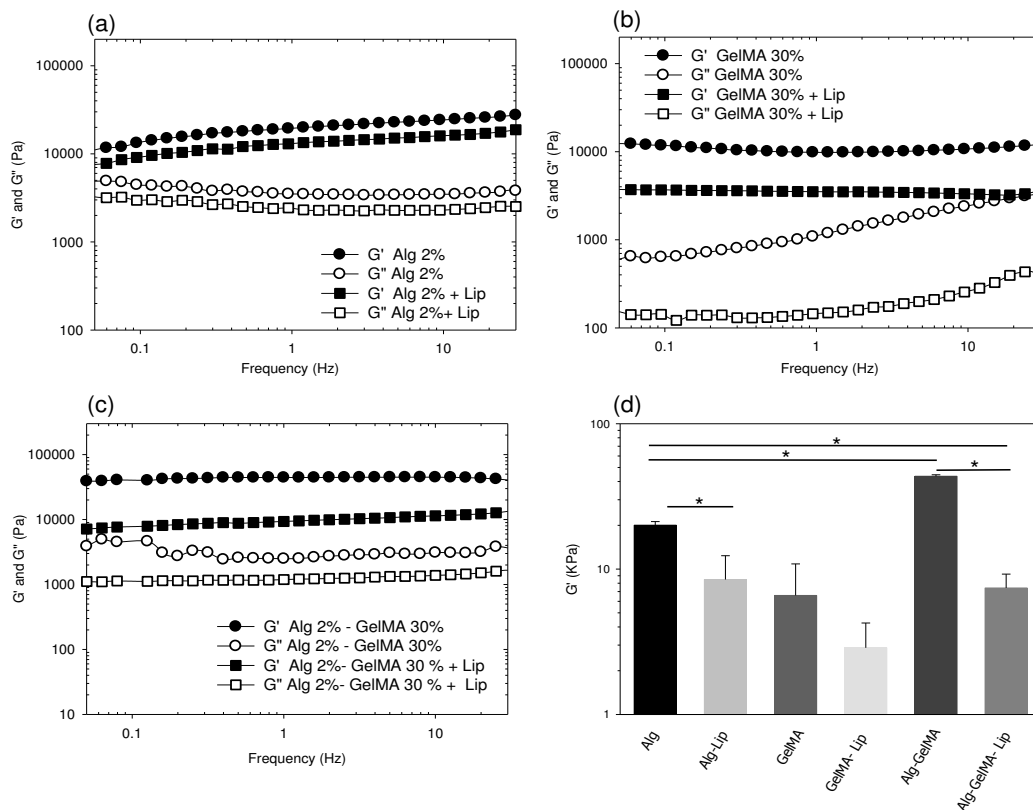 (a)
100000
10000
1000
100
G' and G" (Pa)
0.1
1
10
Frequency (Hz)
G' Alg 2%
G" Alg 2%
G' Alg 2% + Lip
G" Alg 2%+ Lip
(b)
100000
10000
1000
100
G' and G" (Pa)
0.1
1
10
Frequency (Hz)
G' GelMA 30%
G" GelMA 30%
G' GelMA 30% + Lip
G" GelMA 30% + Lip
(c)
100000
10000
1000
100
10
G' and G" (Pa)
0.1
1
10
Frequency (Hz)
G' Alg 2% - GelMA 30%
G" Alg 2% - GelMA 30%
G' Alg 2%- GelMA 30 % + Lip
G" Alg 2%- GelMA 30 % + Lip
(d)
100
10
1
G' (KPa)
*
*
*
*
Alg
Alg-Lip
GelMA
GelMA- Lip
Alg-GelMA
Alg-GelMA- Lip